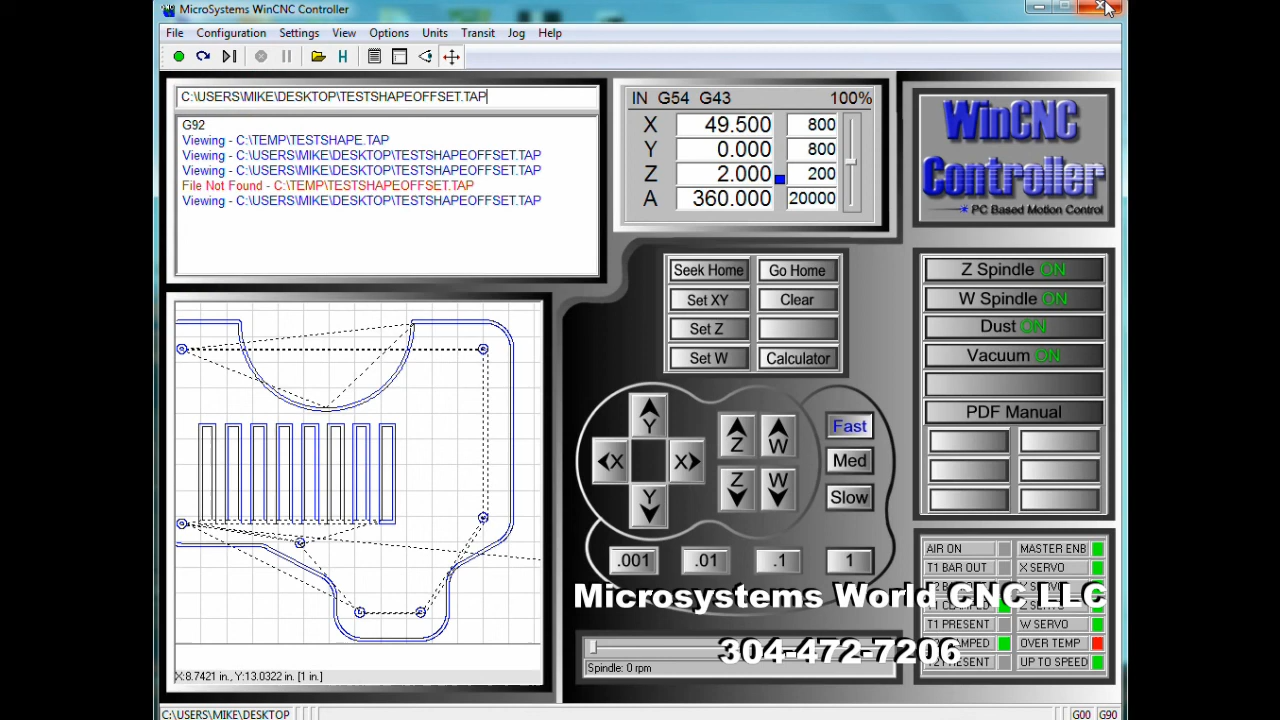 MicroSystems WinCNC Controller
File Configuration Settings View Options Units Transit Jog Help
H
C:\USERS\MIKE\DESKTOP\TESTSHAPEOFFSET.TAP
G92
Viewing - C:\TEMP\TESTSHAPE.TAP
Viewing - C:\USERS\MIKE\DESKTOP\TESTSHAPEOFFSET.TAP
Viewing - C:\USERS\MIKE\DESKTOP\TESTSHAPEOFFSET.TAP
File Not Found - C:\TEMP\TESTSHAPEOFFSET.TAP
Viewing - C:\USERS\MIKE\DESKTOP\TESTSHAPEOFFSET.TAP
IN G54 G43 100%
X 49.500 800
Y 0.000 800
Z 2.000 200
A 360.000 20000
WinCNC
Controller
PC Based Motion Control
Seek Home Go Home
Set XY Clear
Set Z
Set W Calculator
Z Spindle ON
W Spindle ON
Dust ON
Vacuum ON
PDF Manual
Y
X X
Y
Z W
Z W
Fast
Med
Slow
.001 .01 .1 1
AIR ON MASTER ENB
T1 BAR OUT X SERVO
T1 CLAMPED Z SERVO
T1 PRESENT W SERVO
OVER TEMP
UP TO SPEED
Microsystems World CNC LLC
304-472-7206
Spindle: 0 rpm
X:8.7421 in., Y:13.0322 in. [1 in.]
C:\USERS\MIKE\DESKTOP G00 G90